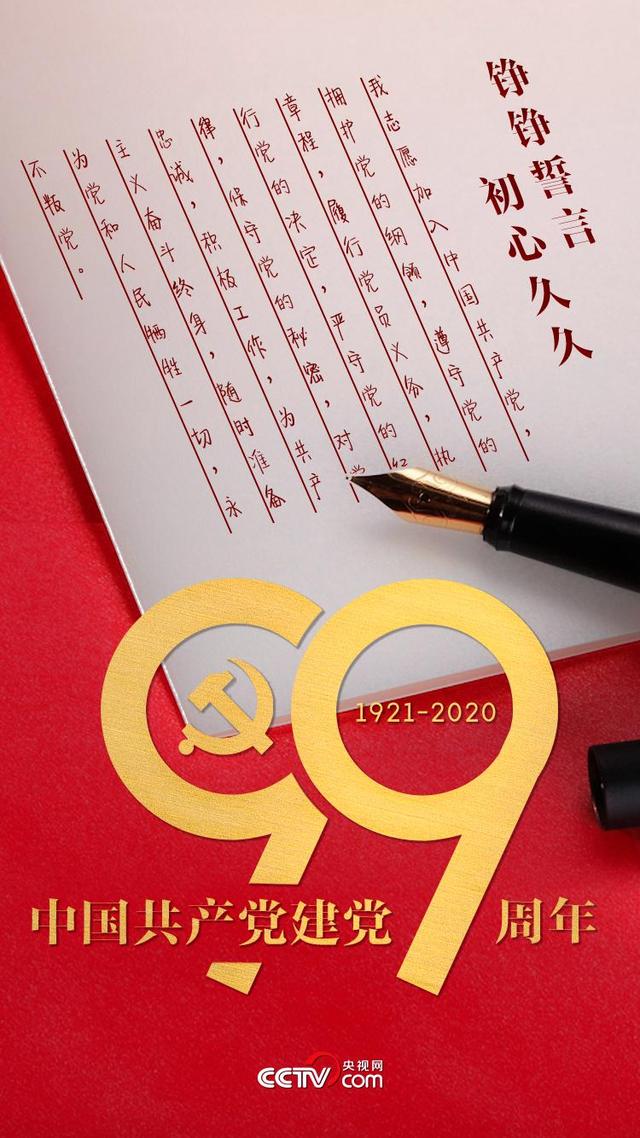 铮铮誓言
初心久久
我志愿加入中国共产党，
拥护党的纲领，遵守党的
章程，履行党员义务，执
行党的决定，严守党的纪
律，保守党的秘密，对党
忠诚，积极工作，为共产
主义奋斗终身，随时准备
为党和人民牺牲一切，永
不叛党。
99
1921-2020
中国共产党建党99周年
CCTV.com 央视网